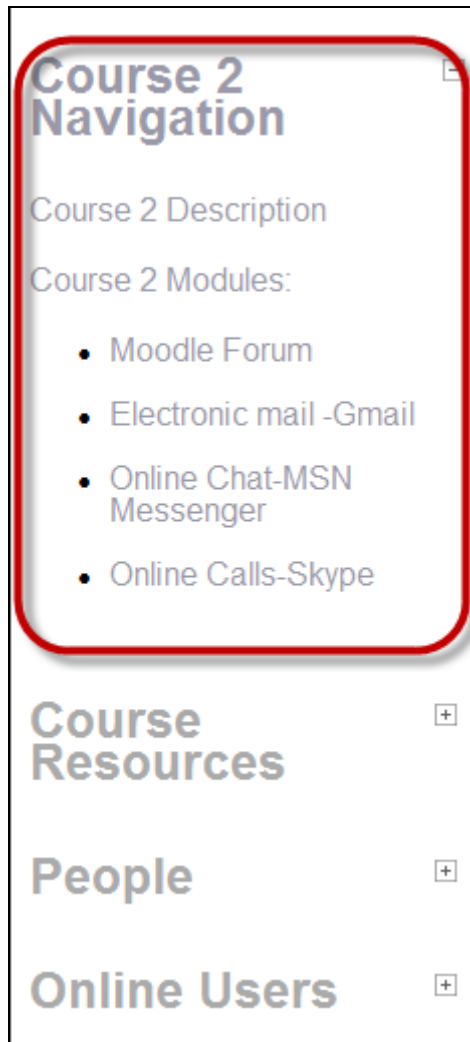 Course 2
Navigation
Course 2 Description
Course 2 Modules:
Moodle Forum
Electronic mail -Gmail
Online Chat-MSN
Messenger
Online Calls-Skype
Course
Resources
People
Online Users